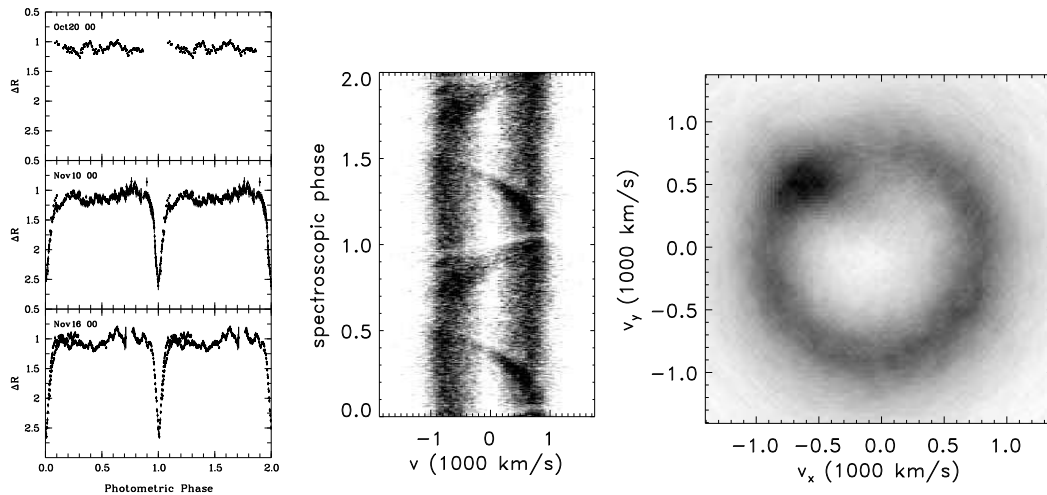 0.5
Oct20 00
1
1.5
2
2.5
ΔR
0.5
Nov10 00
1
1.5
2
2.5
ΔR
0.5
Nov16 00
1
1.5
2
2.5
ΔR
0.0 0.5 1.0 1.5 2.0
Photometric Phase
2.0
1.5
1.0
0.5
0.0
spectroscopic phase
−1 0 1
v (1000 km/s)
1.0
0.5
0.0
−0.5
−1.0
v_y (1000 km/s)
−1.0 −0.5 0.0 0.5 1.0
v_x (1000 km/s)